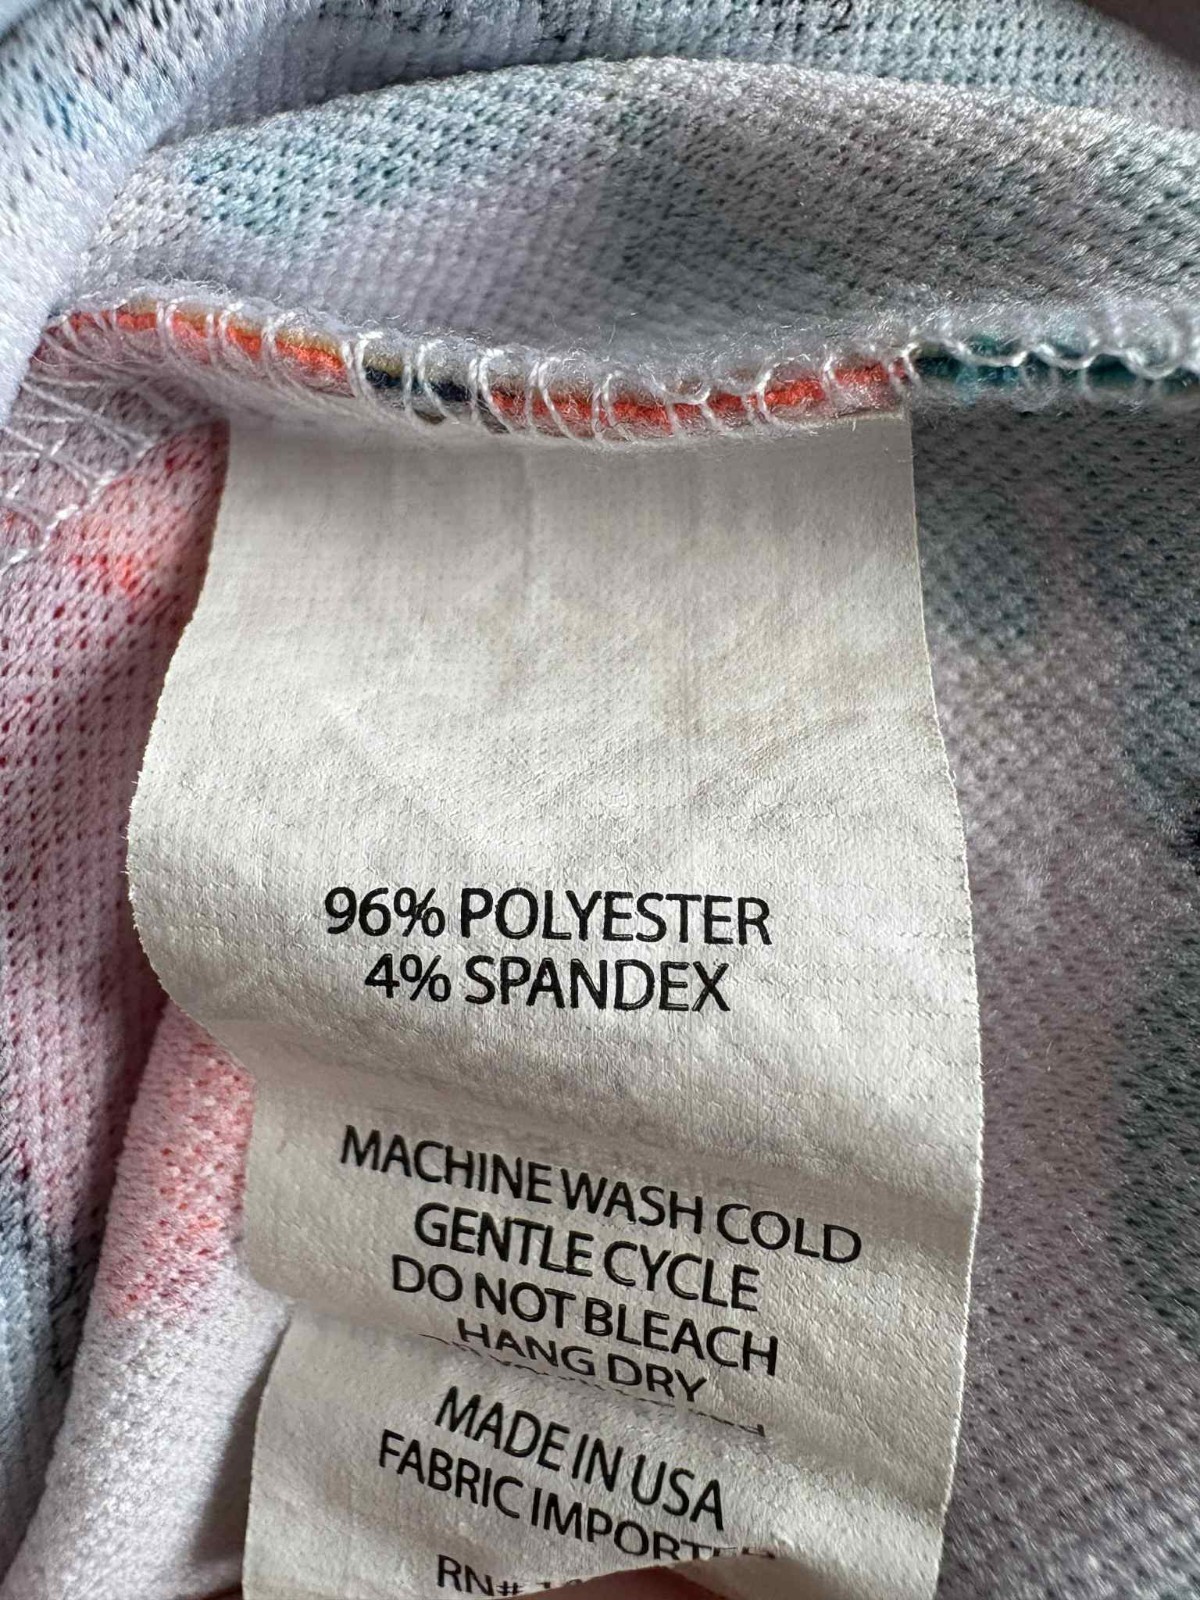 96% POLYESTER
4% SPANDEX
MACHINE WASH COLD
GENTLE CYCLE
DO NOT BLEACH
HANG DRY
MADE IN USA
FABRIC IMPORTED
RN#